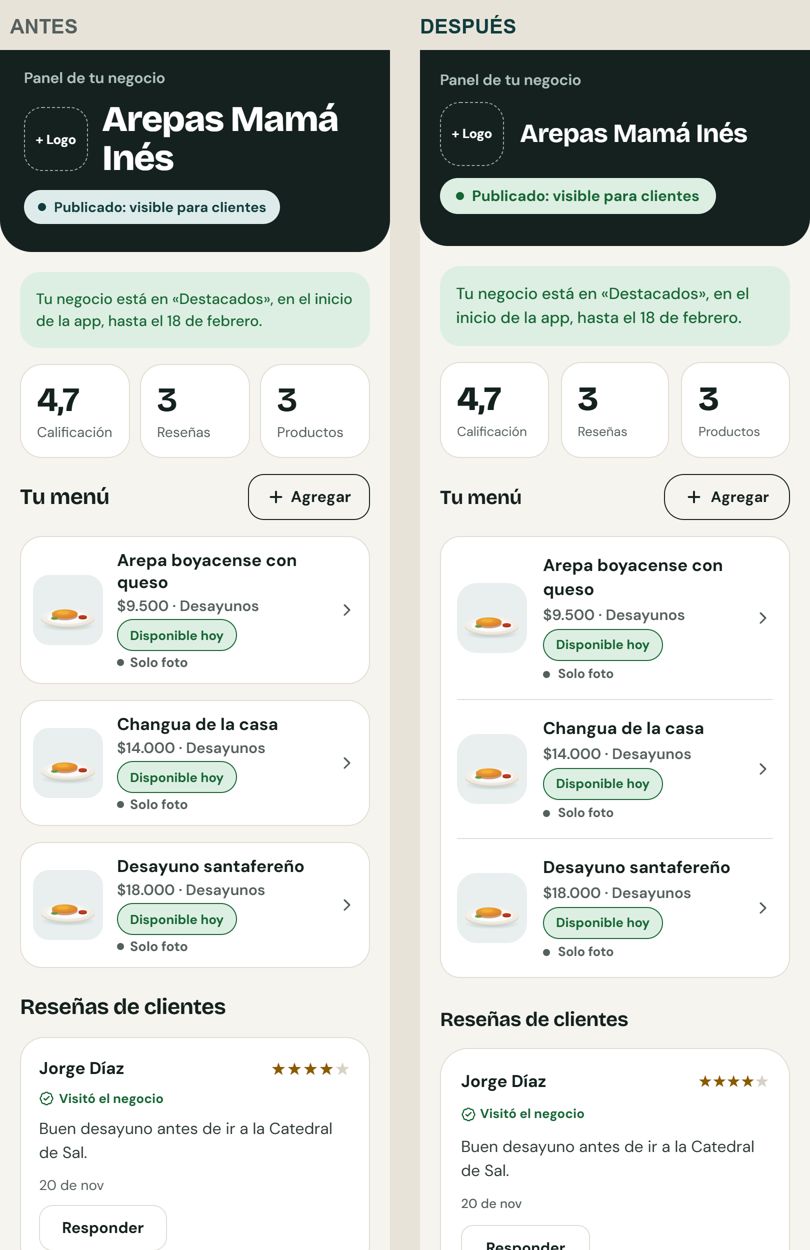 ANTES
Panel de tu negocio
+ Logo
Arepas Mamá
Inés
Publicado: visible para clientes
Tu negocio está en «Destacados», en el inicio
de la app, hasta el 18 de febrero.
4,7
Calificación
3
Reseñas
3
Productos
Tu menú
+ Agregar
Arepa boyacense con
queso
$9.500 · Desayunos
Disponible hoy
Solo foto
Changua de la casa
$14.000 · Desayunos
Disponible hoy
Solo foto
Desayuno santafereño
$18.000 · Desayunos
Disponible hoy
Solo foto
Reseñas de clientes
Jorge Díaz
Visitó el negocio
Buen desayuno antes de ir a la Catedral
de Sal.
20 de nov
Responder
DESPUÉS
Panel de tu negocio
+ Logo
Arepas Mamá Inés
Publicado: visible para clientes
Tu negocio está en «Destacados», en el
inicio de la app, hasta el 18 de febrero.
4,7
Calificación
3
Reseñas
3
Productos
Tu menú
+ Agregar
Arepa boyacense con
queso
$9.500 · Desayunos
Disponible hoy
Solo foto
Changua de la casa
$14.000 · Desayunos
Disponible hoy
Solo foto
Desayuno santafereño
$18.000 · Desayunos
Disponible hoy
Solo foto
Reseñas de clientes
Jorge Díaz
Visitó el negocio
Buen desayuno antes de ir a la Catedral
de Sal.
20 de nov
Responder